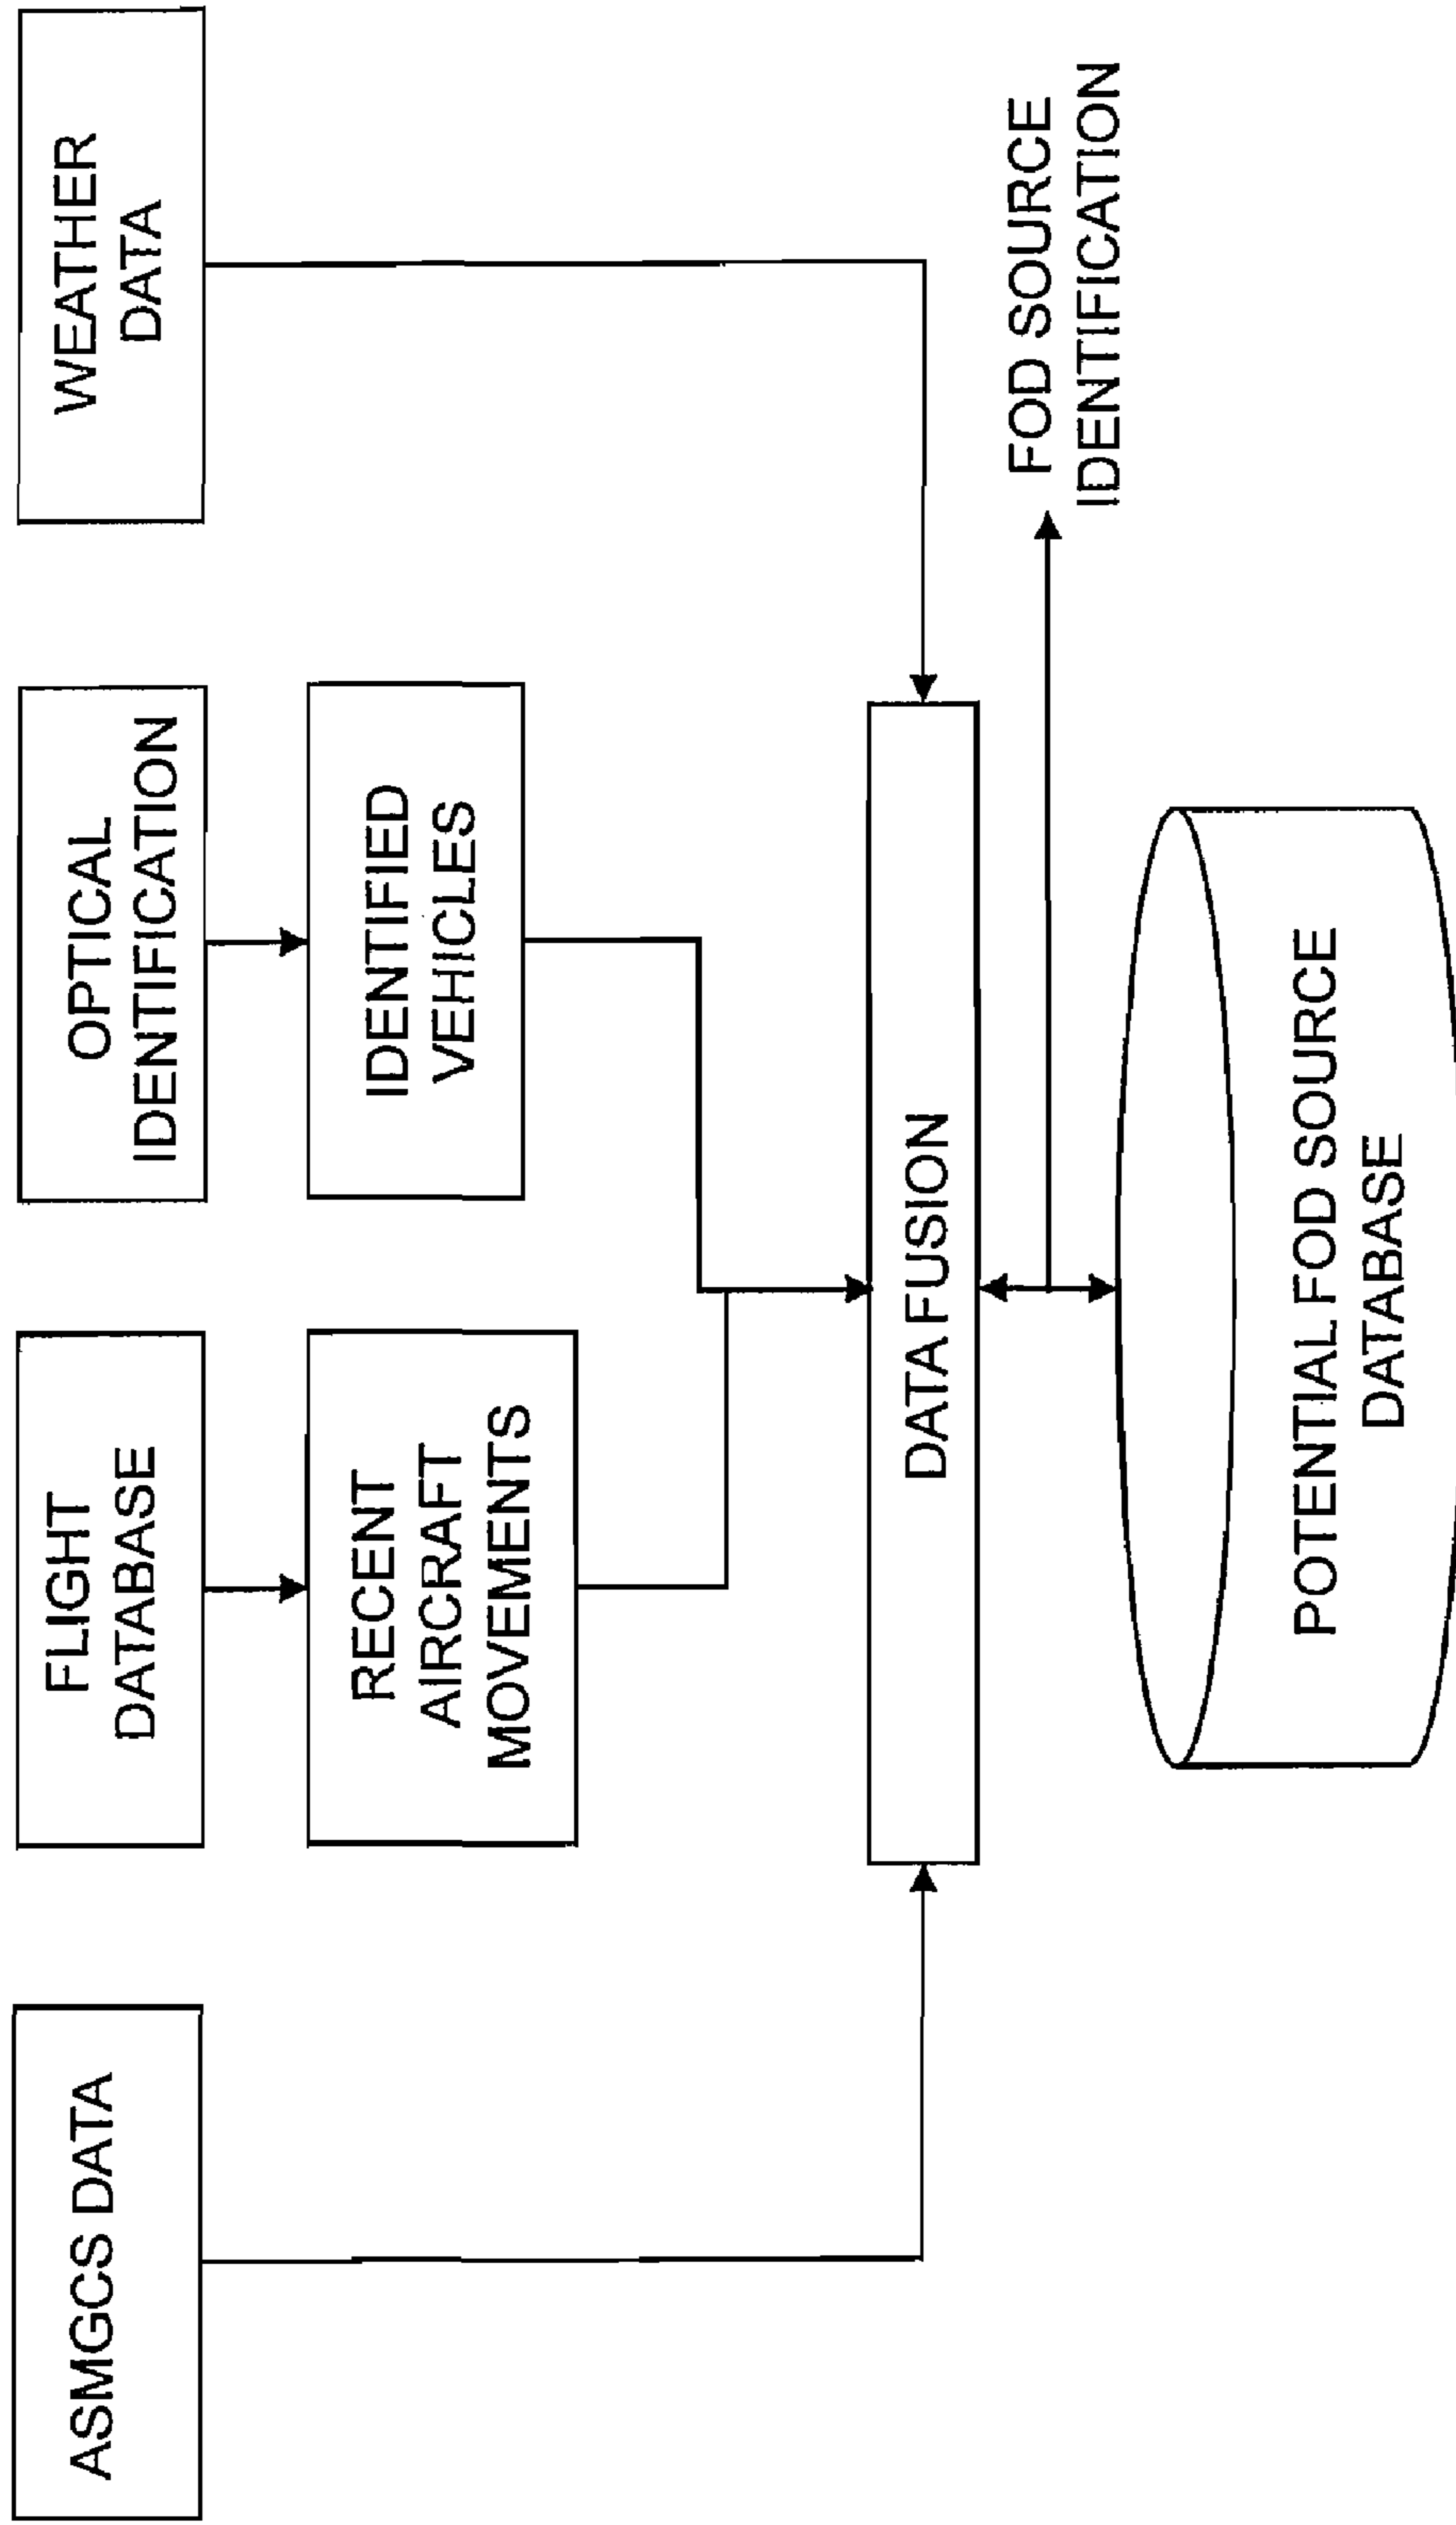 ASMGCS DATA
FLIGHT
DATABASE
OPTICAL
IDENTIFICATION
WEATHER
DATA
RECENT
AIRCRAFT
MOVEMENTS
IDENTIFIED
VEHICLES
DATA FUSION
FOD SOURCE
IDENTIFICATION
POTENTIAL FOD SOURCE
DATABASE